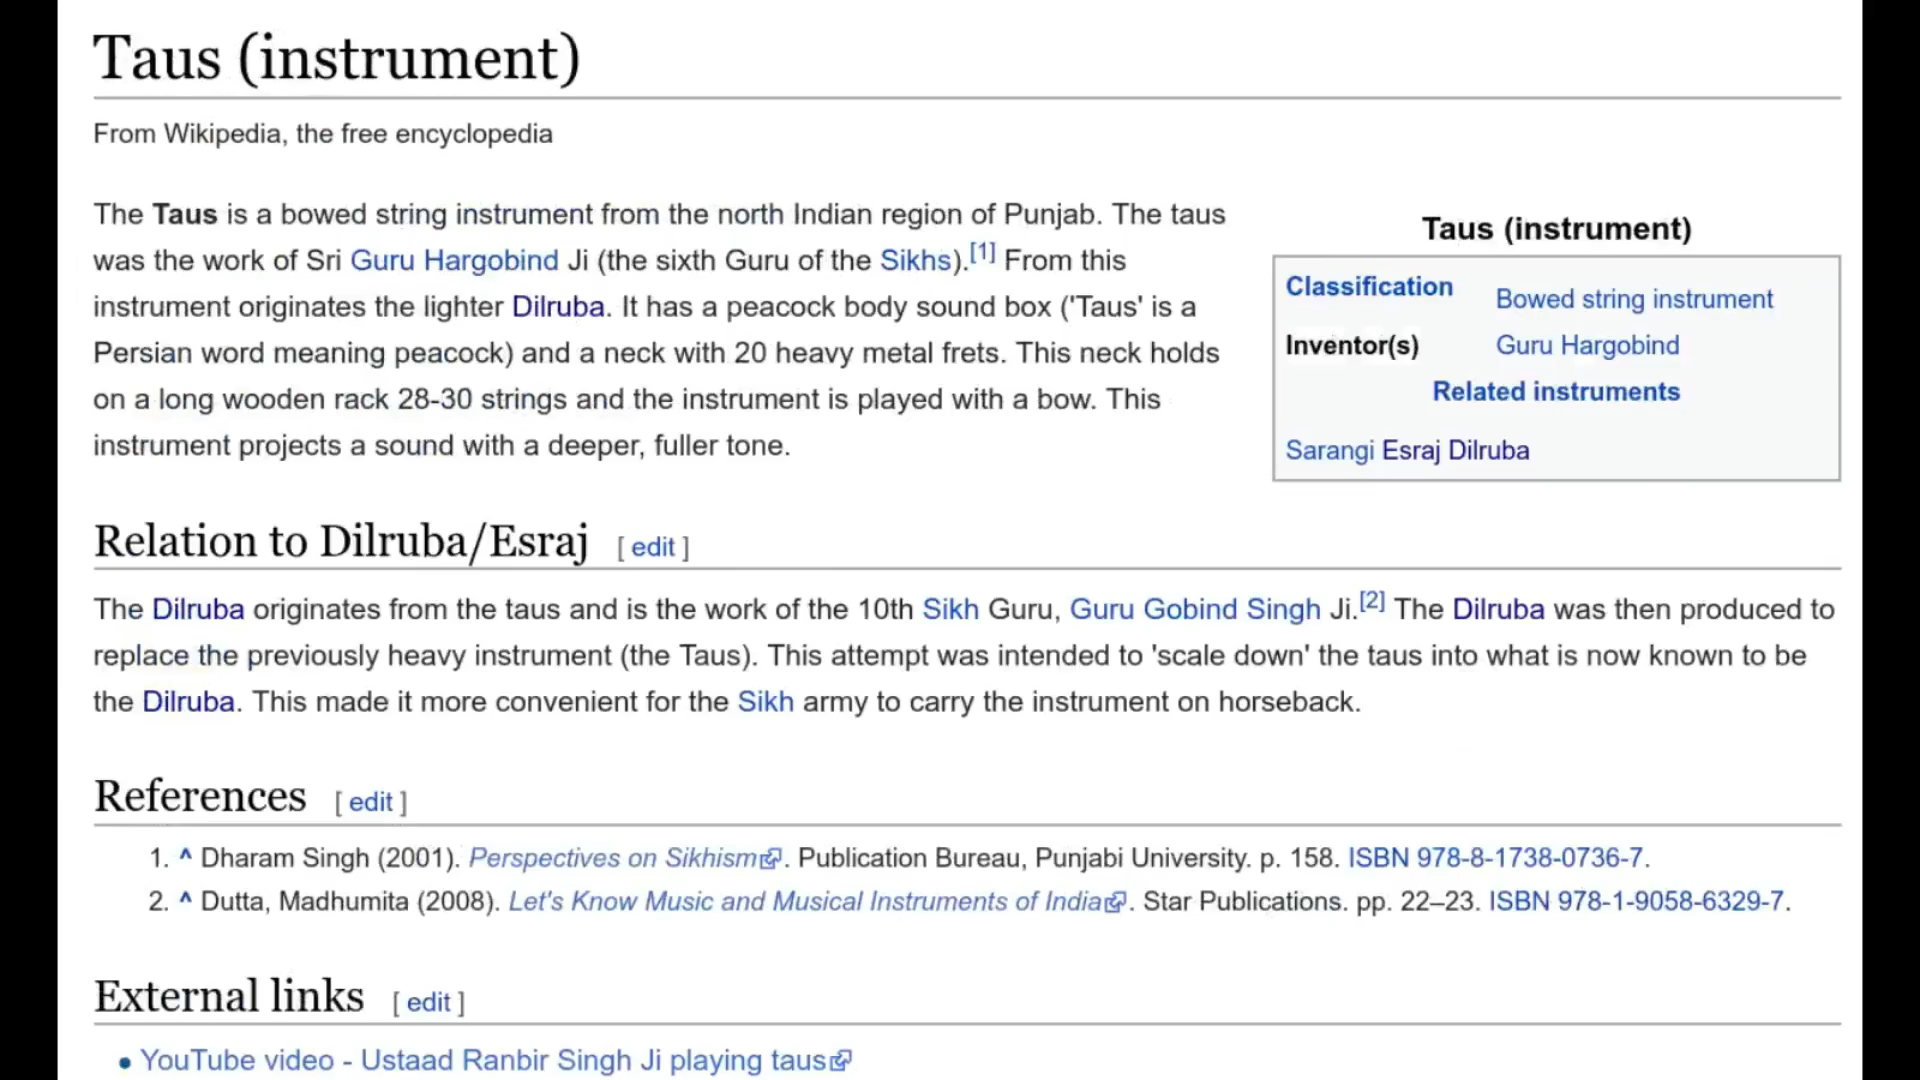 Taus (instrument)
From Wikipedia, the free encyclopedia
The Taus is a bowed string instrument from the north Indian region of Punjab. The taus
was the work of Sri Guru Hargobind Ji (the sixth Guru of the Sikhs).[1] From this
instrument originates the lighter Dilruba. It has a peacock body sound box ('Taus' is a
Persian word meaning peacock) and a neck with 20 heavy metal frets. This neck holds
on a long wooden rack 28-30 strings and the instrument is played with a bow. This
instrument projects a sound with a deeper, fuller tone.
Taus (instrument)
Classification Bowed string instrument
Inventor(s) Guru Hargobind
Related instruments
Sarangi Esraj Dilruba
Relation to Dilruba/Esraj [ edit ]
The Dilruba originates from the taus and is the work of the 10th Sikh Guru, Guru Gobind Singh Ji.[2] The Dilruba was then produced to
replace the previously heavy instrument (the Taus). This attempt was intended to 'scale down' the taus into what is now known to be
the Dilruba. This made it more convenient for the Sikh army to carry the instrument on horseback.
References [ edit ]
1. ^ Dharam Singh (2001). Perspectives on Sikhism. Publication Bureau, Punjabi University. p. 158. ISBN 978-8-1738-0736-7.
2. ^ Dutta, Madhumita (2008). Let's Know Music and Musical Instruments of India. Star Publications. pp. 22–23. ISBN 978-1-9058-6329-7.
External links [ edit ]
• YouTube video - Ustaad Ranbir Singh Ji playing taus